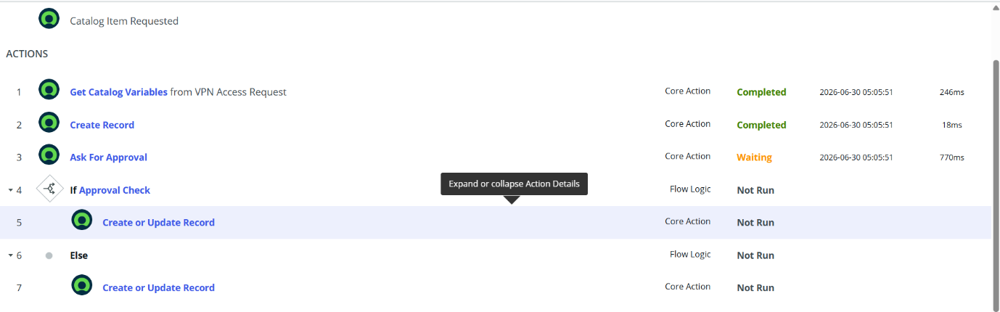 Catalog Item Requested
ACTIONS
1 Get Catalog Variables from VPN Access Request Core Action Completed 2026-06-30 05:05:51 246ms
2 Create Record Core Action Completed 2026-06-30 05:05:51 18ms
3 Ask For Approval Core Action Waiting 2026-06-30 05:05:51 770ms
Expand or collapse Action Details
4 If Approval Check Flow Logic Not Run
5 Create or Update Record Core Action Not Run
6 Else Flow Logic Not Run
7 Create or Update Record Core Action Not Run